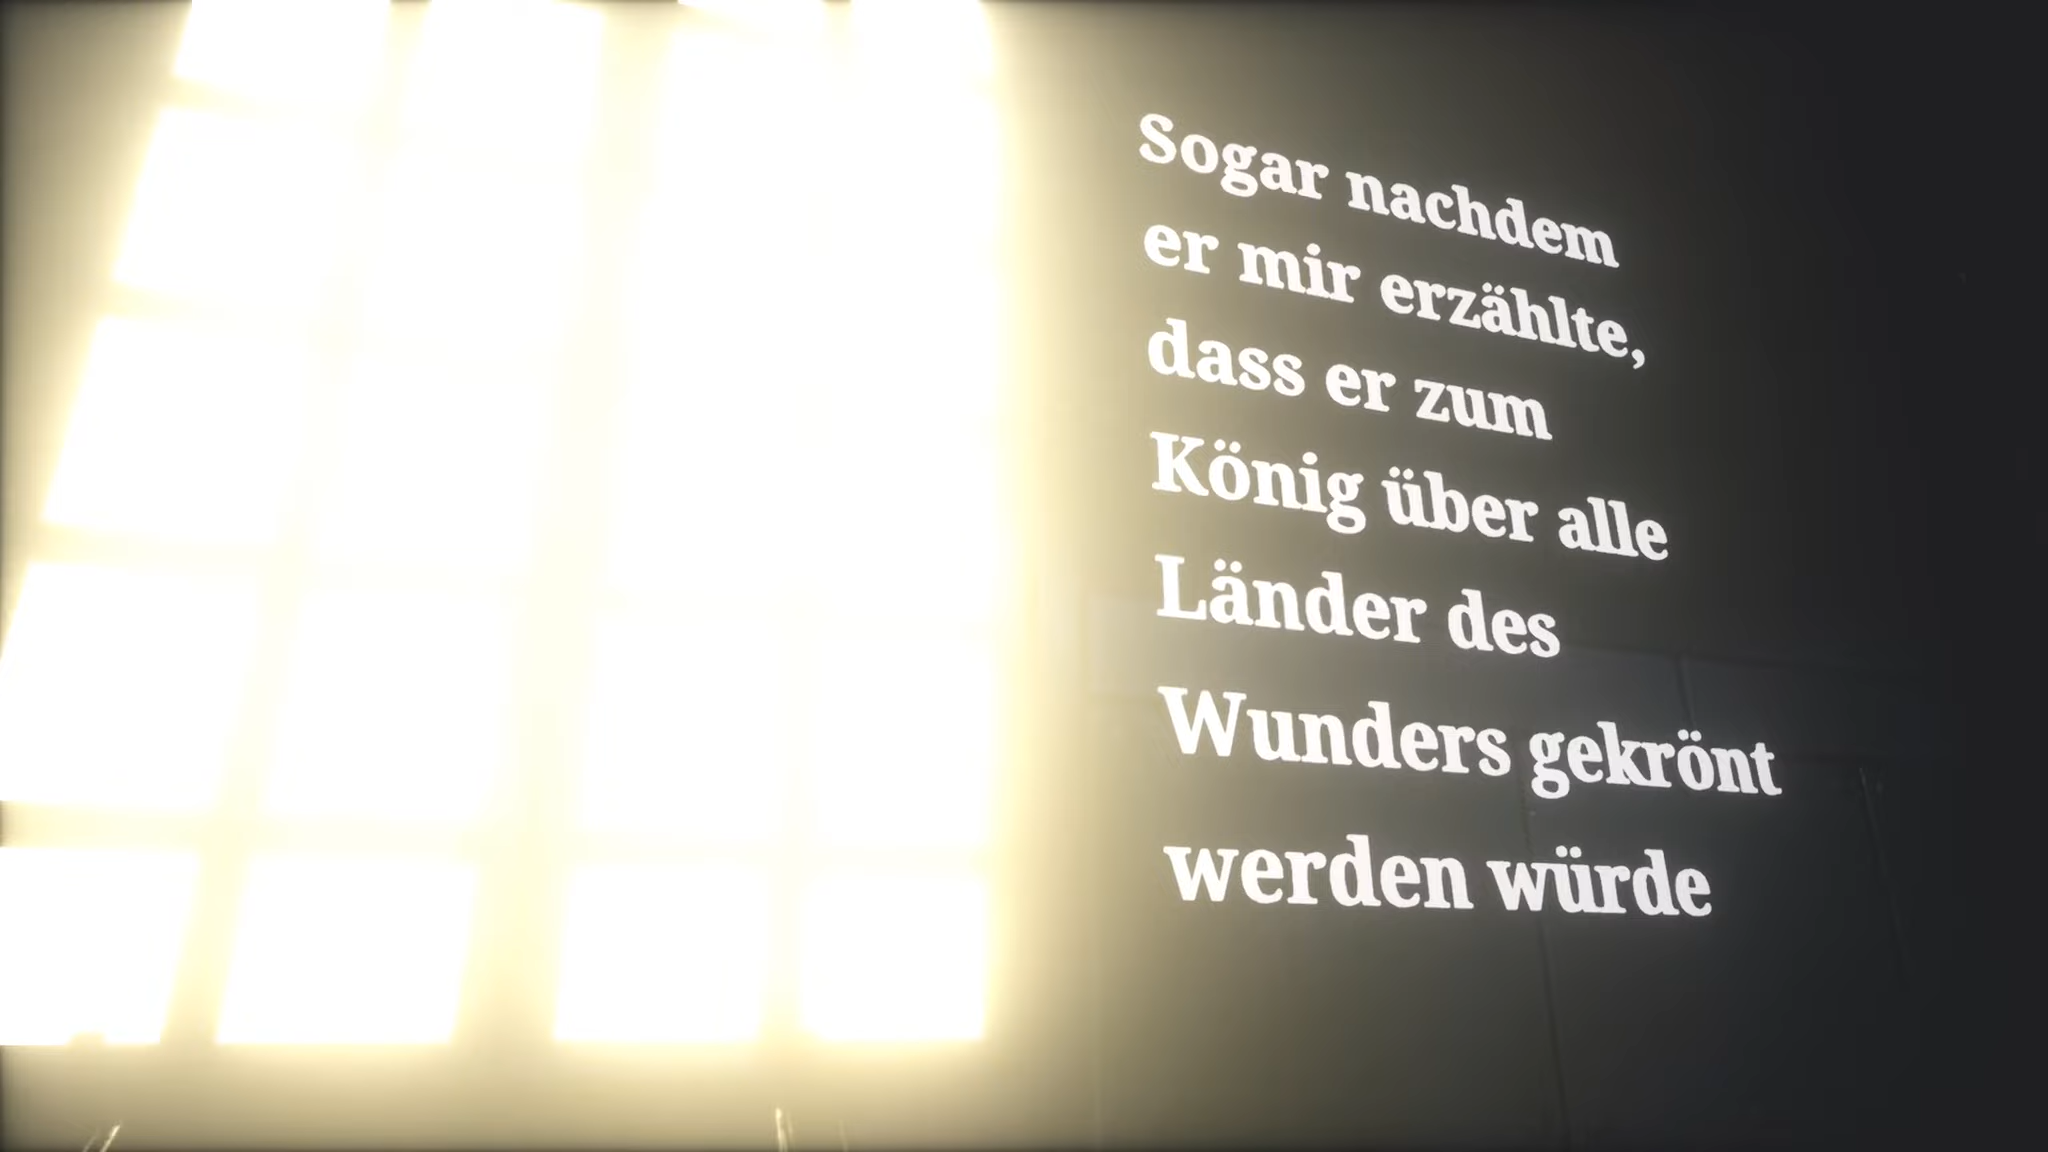 Sogar nachdem
er mir erzählte,
dass er zum
König über alle
Länder des
Wunders gekrönt
werden würde